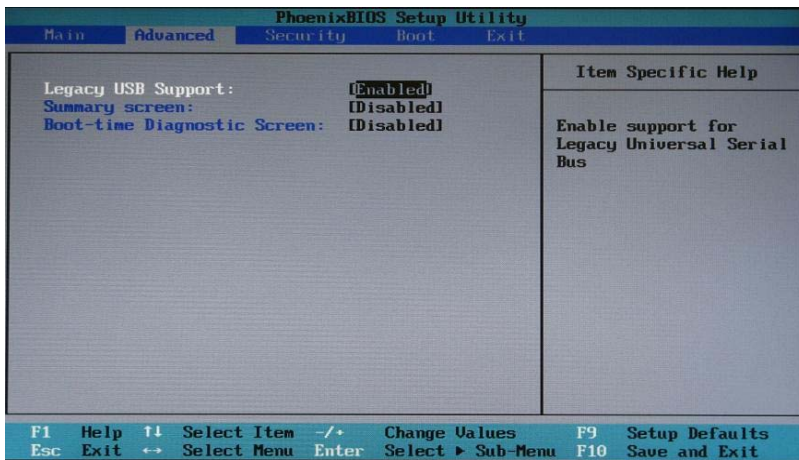 PhoenixBIOS Setup Utility
Main Advanced Security Boot Exit
Item Specific Help
Legacy USB Support: [Enabled]
Summary screen: [Disabled]
Boot-time Diagnostic Screen: [Disabled]
Enable support for
Legacy Universal Serial
Bus
F1 Help ↑↓ Select Item -/+ Change Values F9 Setup Defaults
Esc Exit ↔ Select Menu Enter Select ▶ Sub-Menu F10 Save and Exit